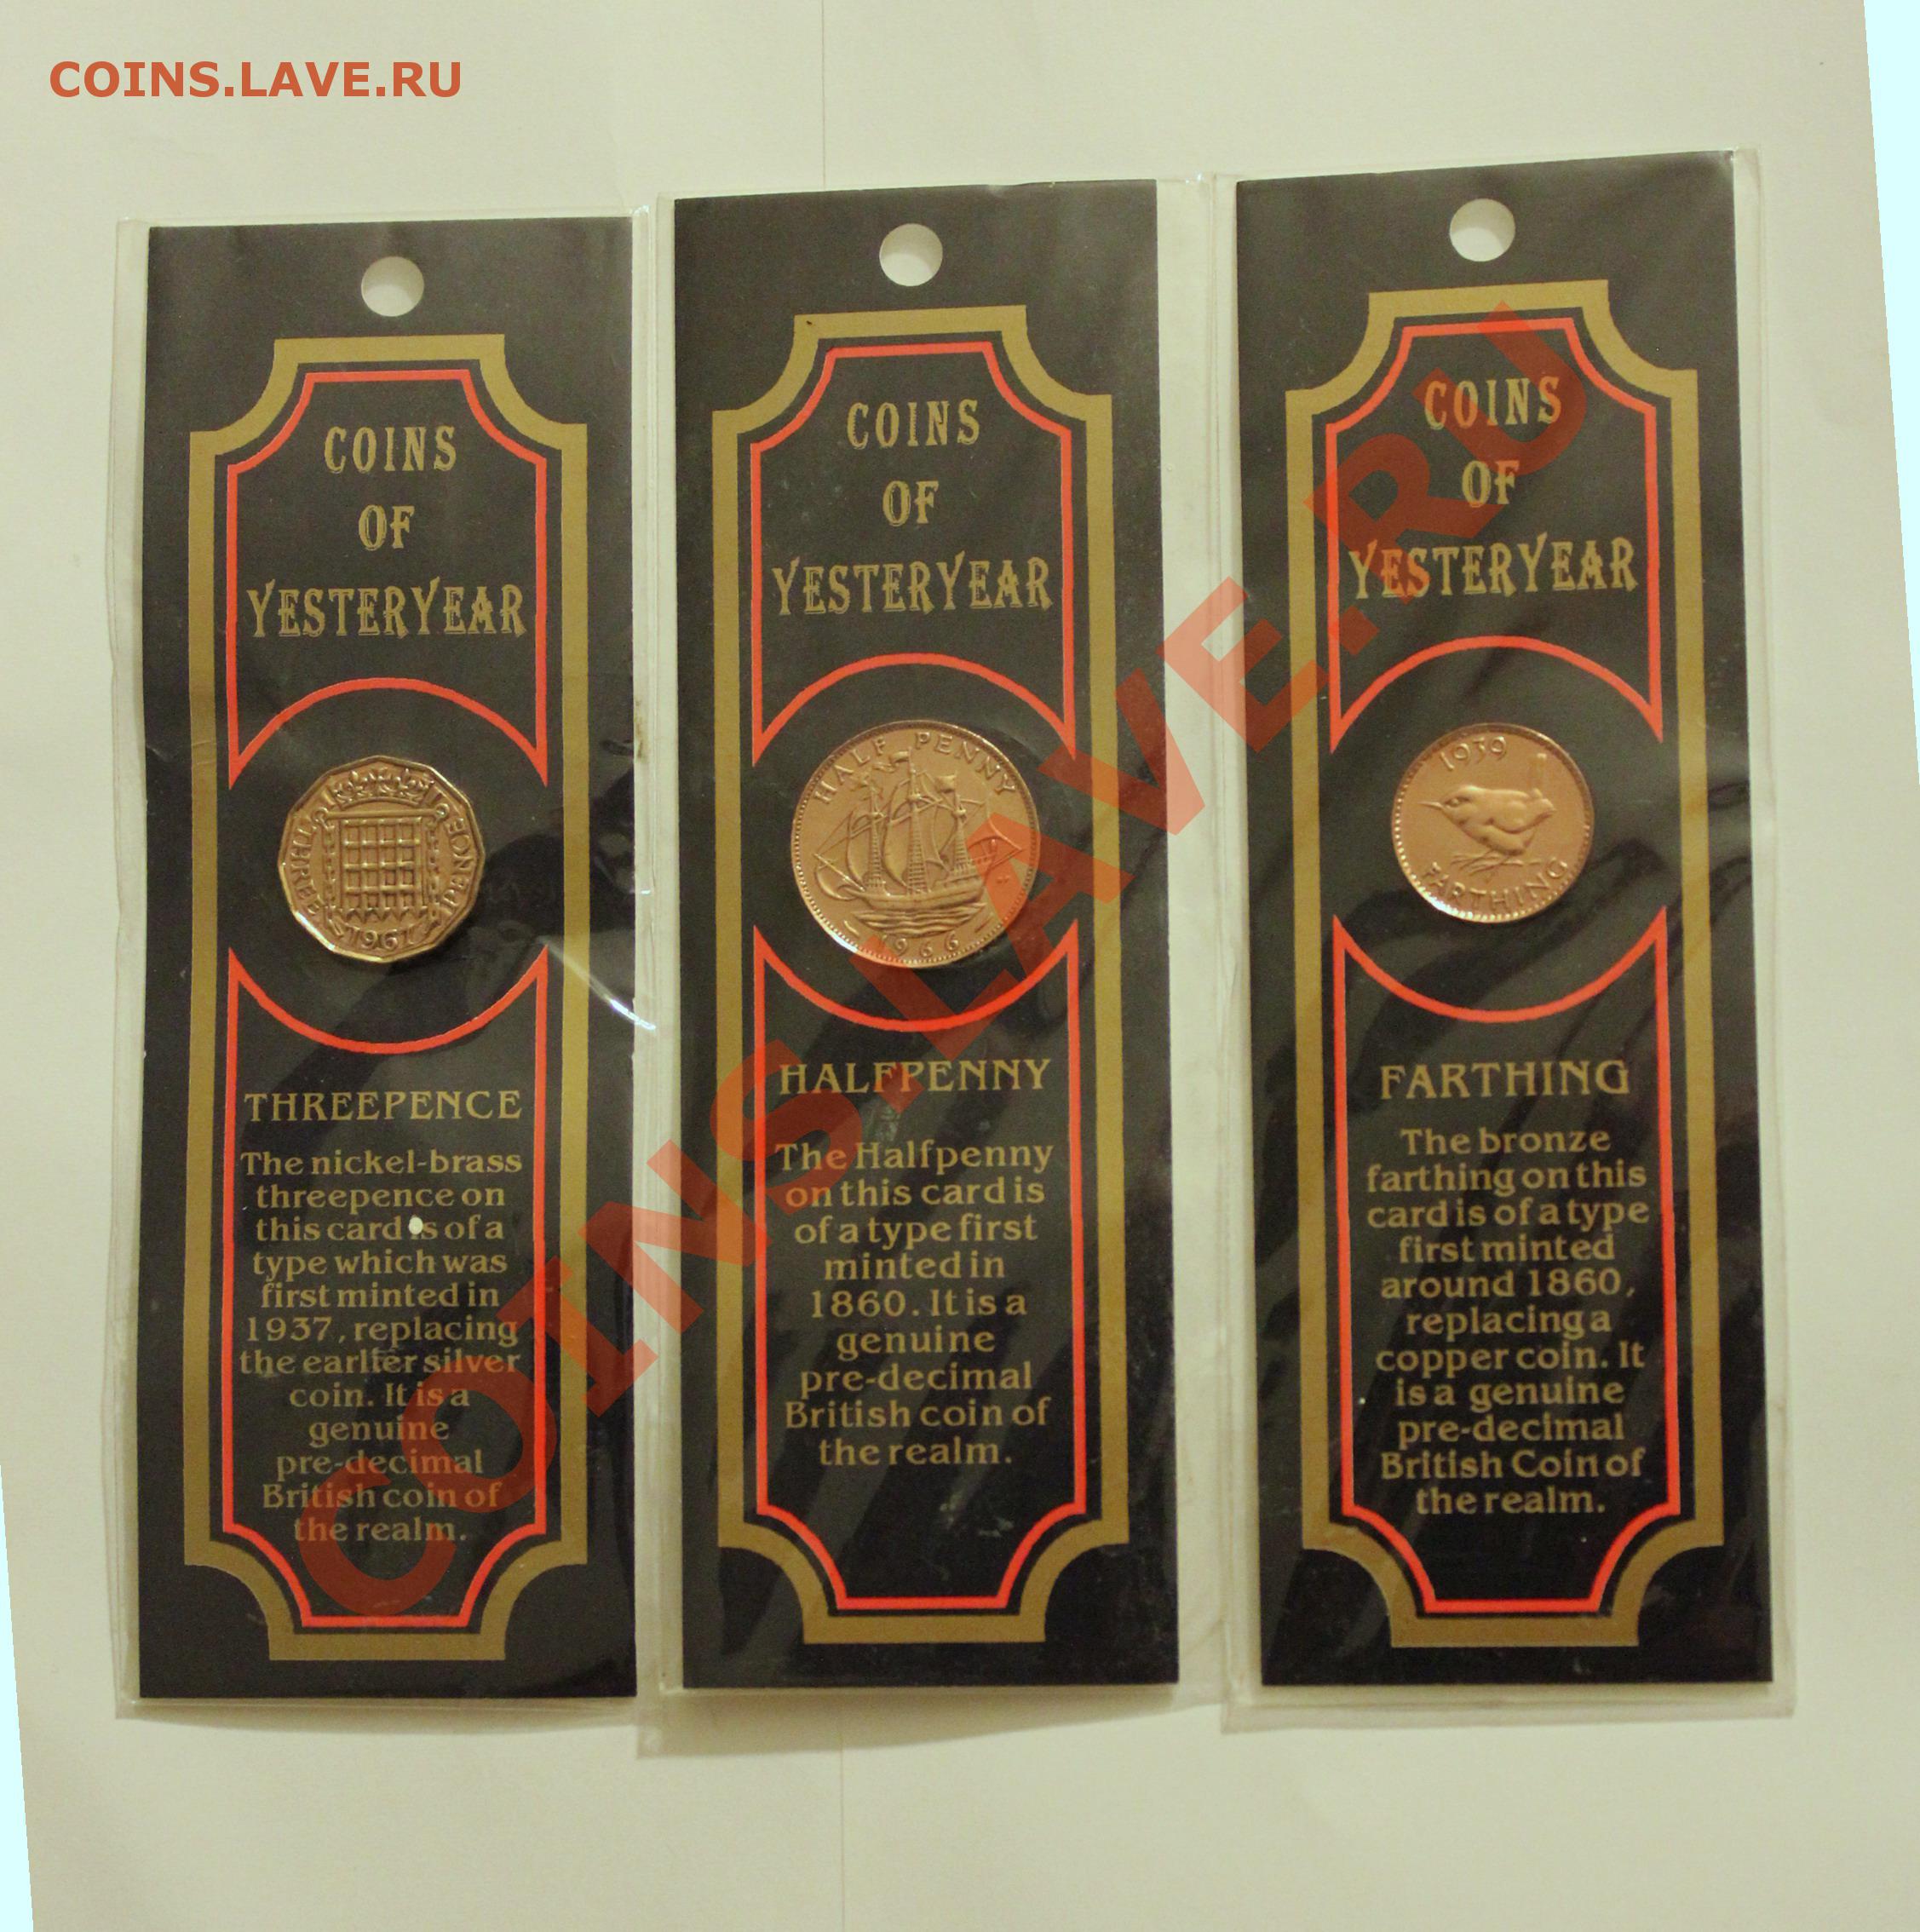 COINS.LAVE.RU
COINS
OF
YESTERYEAR
THREE PENCE
1961
THREEPENCE
The nickel-brass
threepence on
this card is of a
type which was
first minted in
1937, replacing
the earlier silver
coin. It is a
genuine
pre-decimal
British coin of
the realm.
COINS
OF
YESTERYEAR
HALF PENNY
1966
HALFPENNY
The Halfpenny
on this card is
of a type first
minted in
1860. It is a
genuine
pre-decimal
British coin of
the realm.
COINS
OF
YESTERYEAR
1939
FARTHING
FARTHING
The bronze
farthing on this
card is of a type
first minted
around 1860,
replacing a
copper coin. It
is a genuine
pre-decimal
British Coin of
the realm.
COINS.LAVE.RU